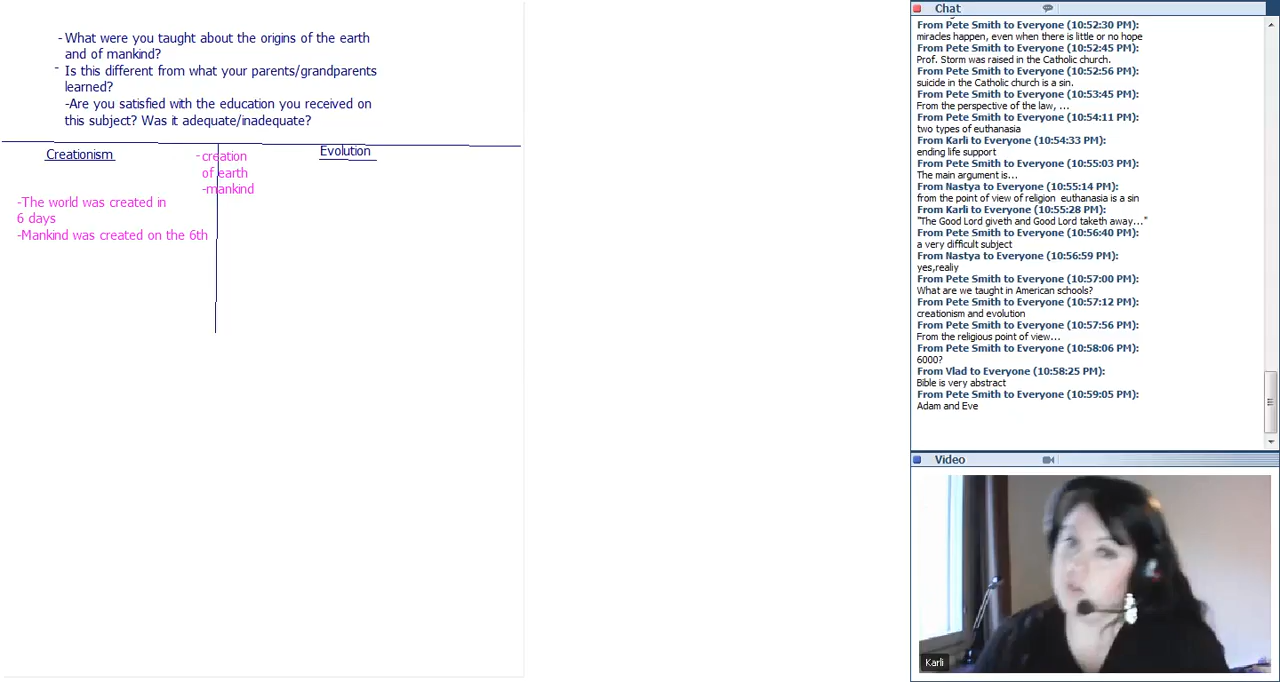 - What were you taught about the origins of the earth
and of mankind?
- Is this different from what your parents/grandparents
learned?
-Are you satisfied with the education you received on
this subject? Was it adequate/inadequate?
Creationism
- creation
of earth
-mankind
Evolution
-The world was created in
6 days
-Mankind was created on the 6th
Chat
From Pete Smith to Everyone (10:52:30 PM):
miracles happen, even when there is little or no hope
From Pete Smith to Everyone (10:52:45 PM):
Prof. Storm was raised in the Catholic church.
From Pete Smith to Everyone (10:52:56 PM):
suicide in the Catholic church is a sin.
From Pete Smith to Everyone (10:53:45 PM):
From the perspective of the law, ...
From Pete Smith to Everyone (10:54:11 PM):
two types of euthanasia
From Karli to Everyone (10:54:33 PM):
ending life support
From Pete Smith to Everyone (10:55:03 PM):
The main argument is...
From Nastya to Everyone (10:55:14 PM):
from the point of view of religion euthanasia is a sin
From Karli to Everyone (10:55:28 PM):
"The Good Lord giveth and Good Lord taketh away..."
From Pete Smith to Everyone (10:56:40 PM):
a very difficult subject
From Nastya to Everyone (10:56:59 PM):
yes,realiy
From Pete Smith to Everyone (10:57:00 PM):
What are we taught in American schools?
From Pete Smith to Everyone (10:57:12 PM):
creationism and evolution
From Pete Smith to Everyone (10:57:56 PM):
From the religious point of view...
From Pete Smith to Everyone (10:58:06 PM):
6000?
From Vlad to Everyone (10:58:25 PM):
Bible is very abstract
From Pete Smith to Everyone (10:59:05 PM):
Adam and Eve
Video
Karli